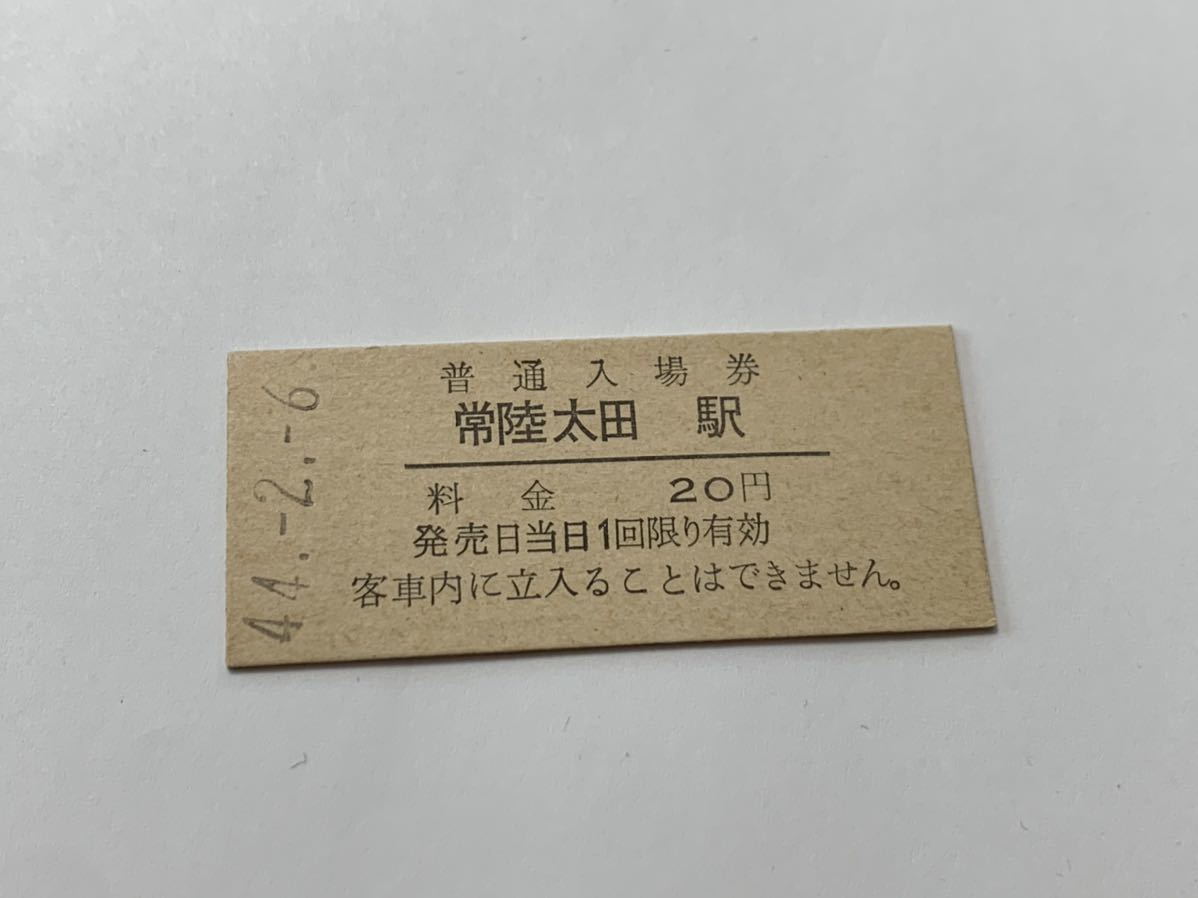 普通入場券
常陸太田 駅
料金 20円
発売日当日1回限り有効
客車内に立入ることはできません。
44.-2.-6